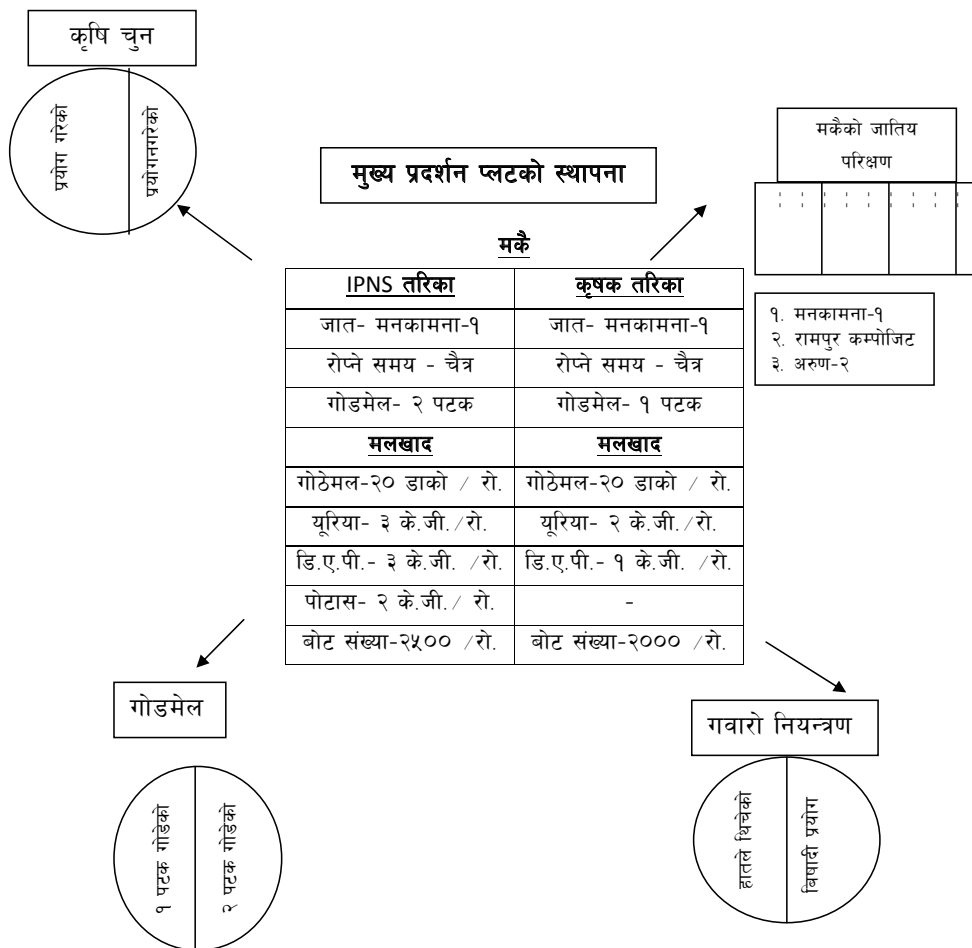 कृषि चुन
प्रयोग गरेको
प्रयोगनगरेको
मकैको जातिय
परिक्षण
मुख्य प्रदर्शन प्लटको स्थापना
१. मनकामना-१
२. रामपुर कम्पोजिट
३. अरुण-२
मकै
IPNS तरिका कृषक तरिका
जात- मनकामना-१ जात- मनकामना-१
रोप्ने समय - चैत्र रोप्ने समय - चैत्र
गोडमेल- २ पटक गोडमेल- १ पटक
मलखाद मलखाद
गोठेमल-२० डाको / रो. गोठेमल-२० डाको / रो.
यूरिया- ३ के.जी./रो. यूरिया- २ के.जी./रो.
डि.ए.पी.- ३ के.जी. /रो. डि.ए.पी.- १ के.जी. /रो.
पोटास- २ के.जी./ रो. -
बोट संख्या-२५०० /रो. बोट संख्या-२००० /रो.
गोडमेल
१ पटक गोडेको
२ पटक गोडेको
गवारो नियन्त्रण
हातले थिचेको
बिषादी प्रयोग